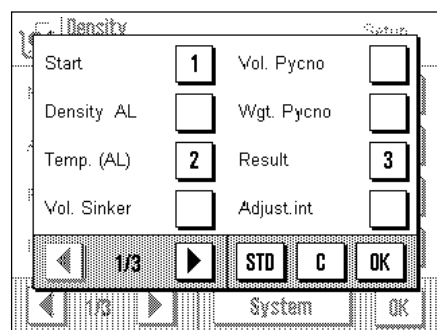 Density Setup
Start 1 Vol. Pycno
Density AL Wgt. Pycno
Temp. (AL) 2 Result 3
Vol. Sinker Adjust.int
1/3 STD C OK
1/3 System OK